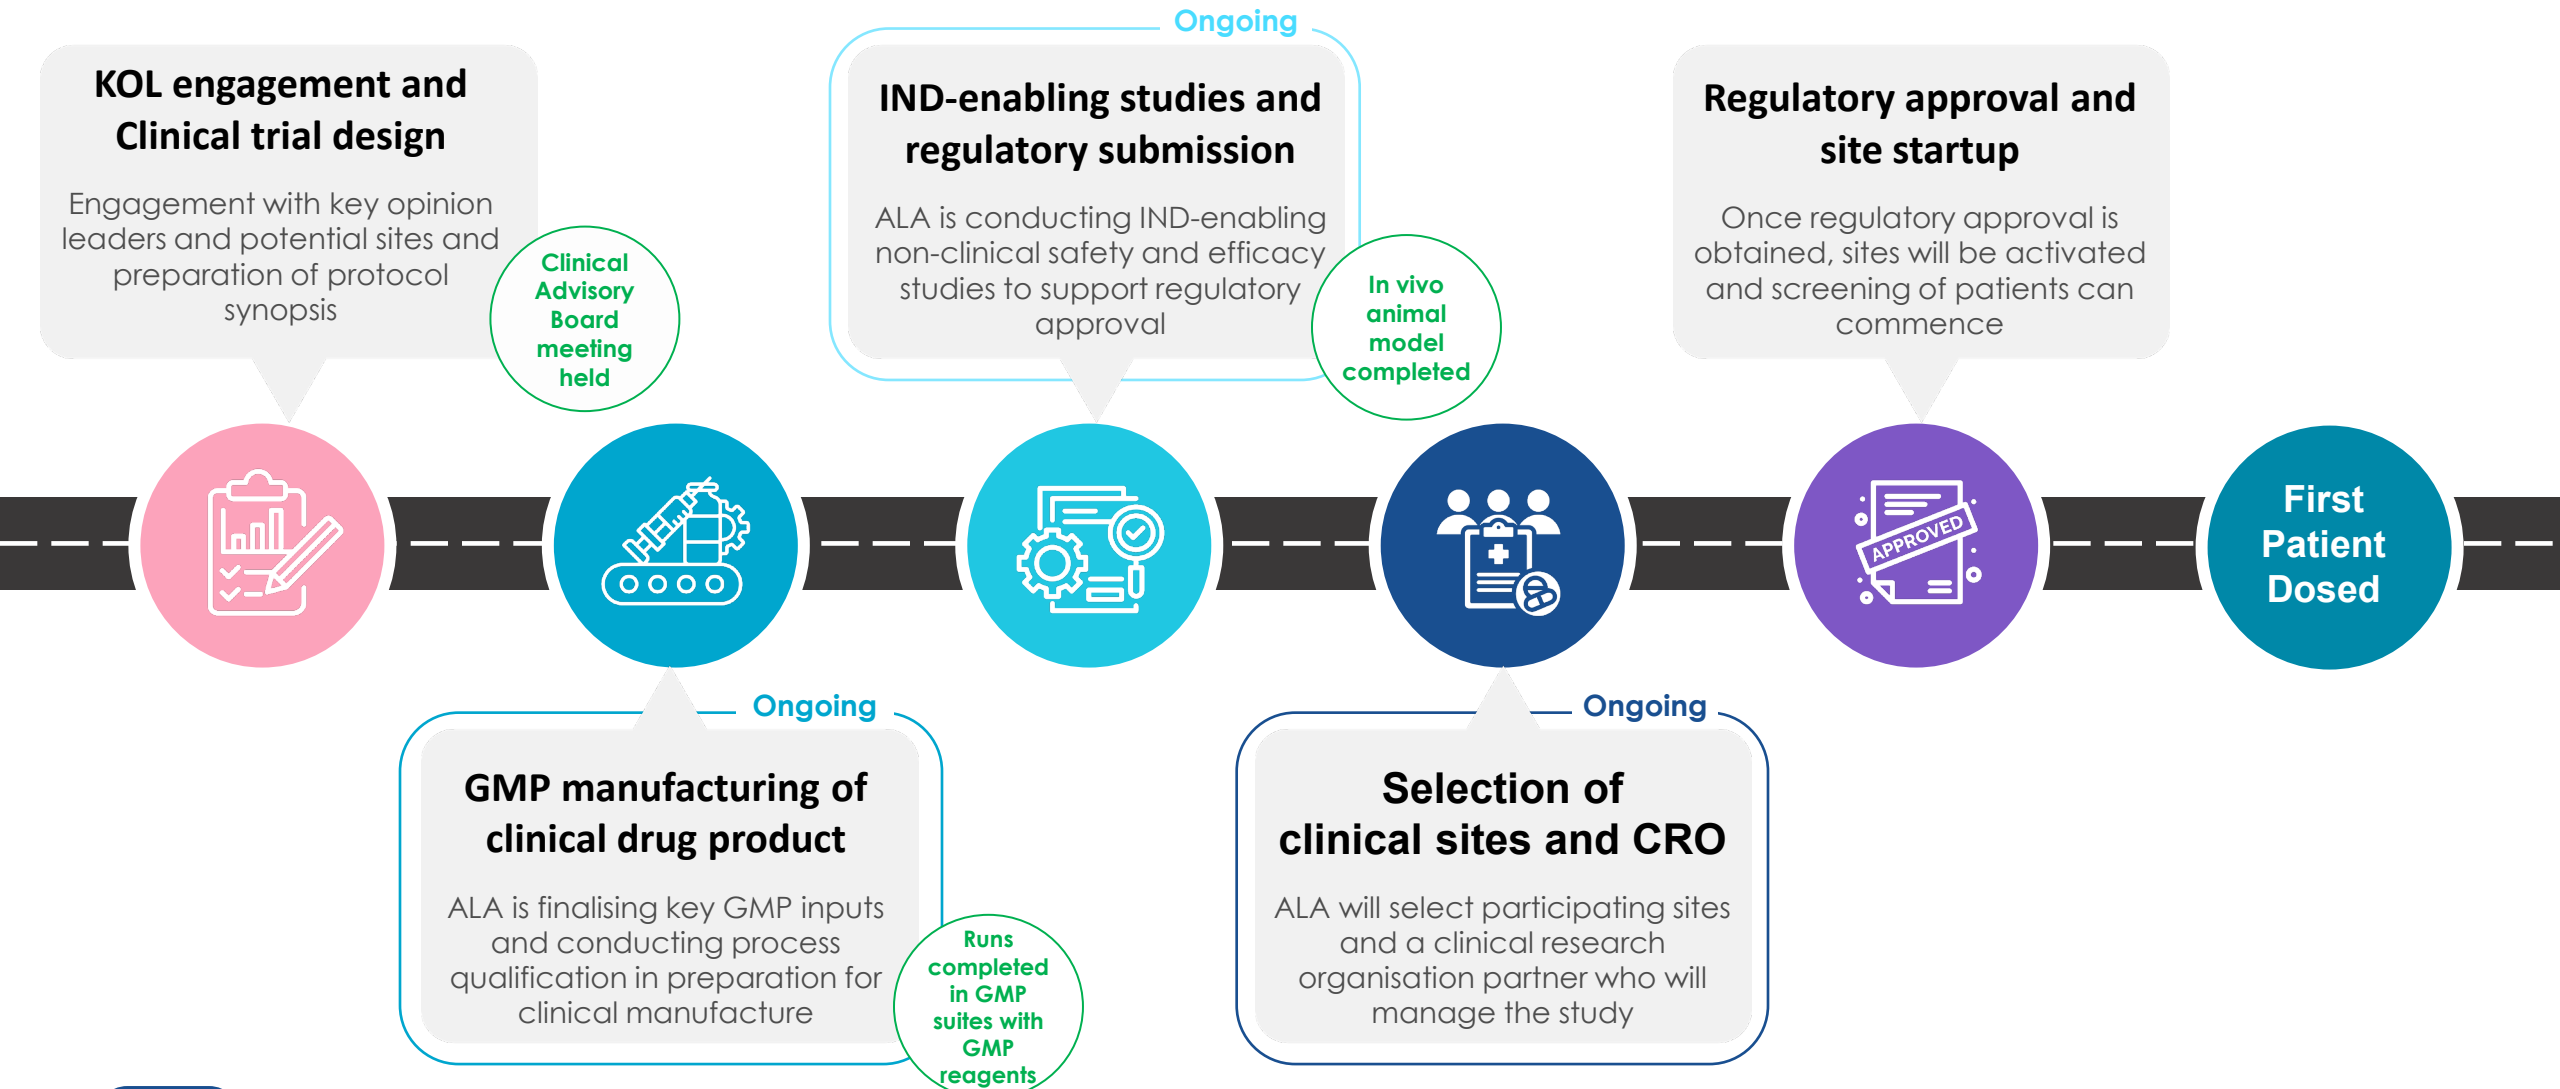 KOL engagement and
Clinical trial design
Engagement with key opinion
leaders and potential sites and
preparation of protocol
synopsis
Clinical
Advisory
Board
meeting
held
Ongoing
IND-enabling studies and
regulatory submission
ALA is conducting IND-enabling
non-clinical safety and efficacy
studies to support regulatory
approval
In vivo
animal
model
completed
Regulatory approval and
site startup
Once regulatory approval is
obtained, sites will be activated
and screening of patients can
commence
APPROVED
First
Patient
Dosed
Ongoing
GMP manufacturing of
clinical drug product
ALA is finalising key GMP inputs
and conducting process
qualification in preparation for
clinical manufacture
Runs
completed
in GMP
suites with
GMP
reagents
Ongoing
Selection of
clinical sites and CRO
ALA will select participating sites
and a clinical research
organisation partner who will
manage the study